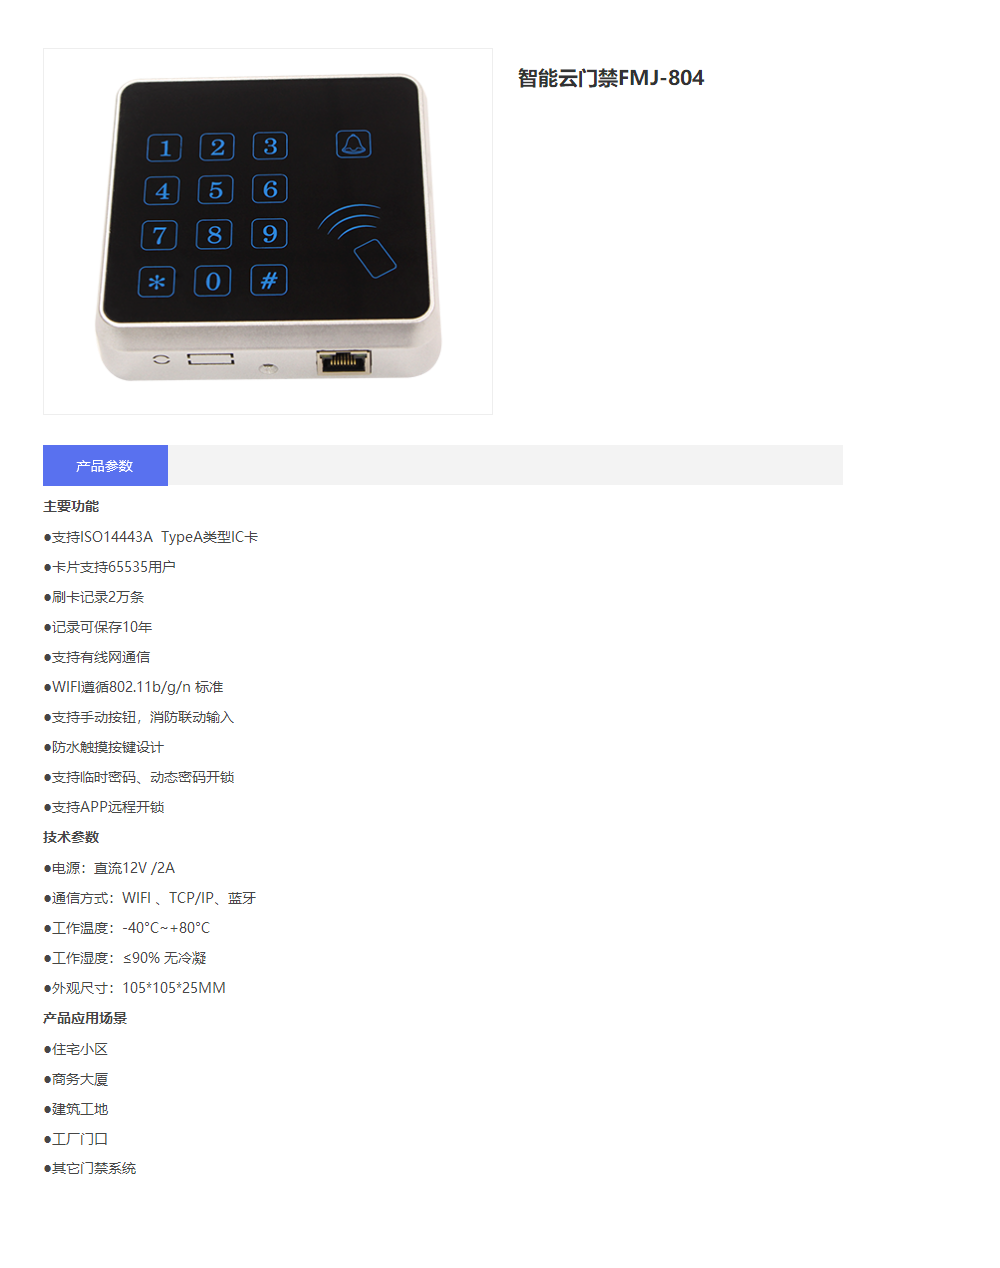 智能云门禁FMJ-804
1 2 3
4 5 6
7 8 9
* 0 #
产品参数
主要功能
●支持ISO14443A  TypeA类型IC卡
●卡片支持65535用户
●刷卡记录2万条
●记录可保存10年
●支持有线网通信
●WIFI遵循802.11b/g/n 标准
●支持手动按钮，消防联动输入
●防水触摸按键设计
●支持临时密码、动态密码开锁
●支持APP远程开锁
技术参数
●电源：直流12V /2A
●通信方式：WIFI 、TCP/IP、蓝牙
●工作温度：-40°C~+80°C
●工作湿度：≤90% 无冷凝
●外观尺寸：105*105*25MM
产品应用场景
●住宅小区
●商务大厦
●建筑工地
●工厂门口
●其它门禁系统